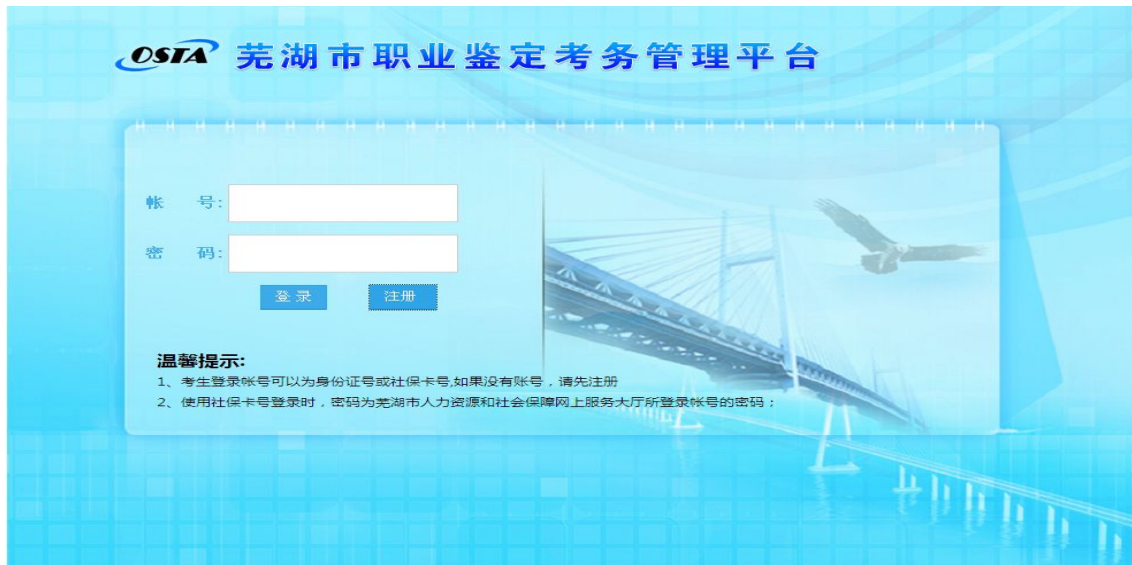 OSTA 芜湖市职业鉴定考务管理平台
帐 号:
密 码:
登 录 注册
温馨提示:
1、考生登录帐号可以为身份证号或社保卡号,如果没有账号，请先注册
2、使用社保卡号登录时，密码为芜湖市人力资源和社会保障网上服务大厅所登录帐号的密码；